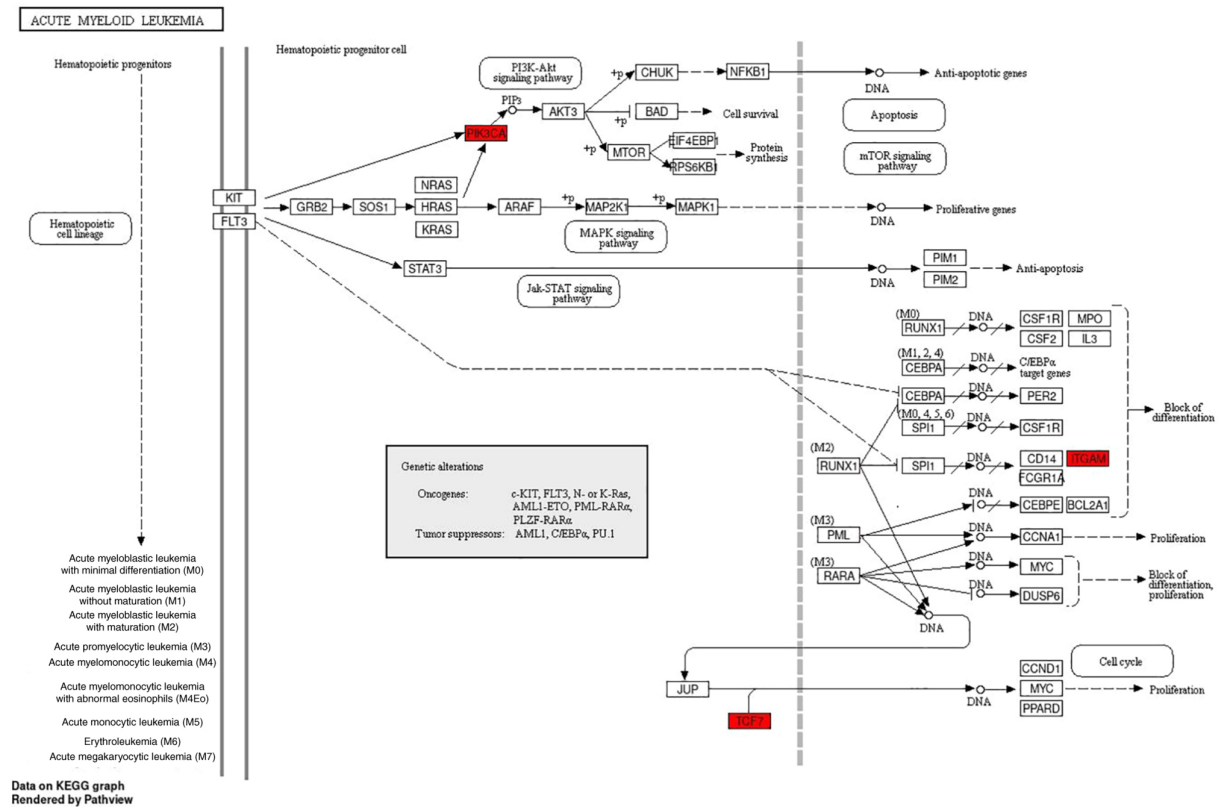 ACUTE MYELOID LEUKEMIA
Hematopoietic progenitors
Hematopoietic progenitor cell
PI3K-Akt
signaling pathway
PIP3
PIK3CA
AKT3
+p
CHUK
NFKB1
DNA
Anti-apoptotic genes
+p
BAD
Cell survival
Apoptosis
+p
MTOR
EIF4EBP1
RPS6KB1
Protein
synthesis
mTOR signaling
pathway
KIT
FLT3
Hematopoietic
cell lineage
GRB2
SOS1
NRAS
HRAS
KRAS
ARAF
+p
MAP2K1
+p
MAPK1
DNA
Proliferative genes
MAPK signaling
pathway
STAT3
DNA
PIM1
PIM2
Anti-apoptosis
Jak-STAT signaling
pathway
(M0)
RUNX1
DNA
CSF1R
MPO
CSF2
IL3
(M1, 2, 4)
CEBPA
DNA
C/EBPα
target genes
CEBPA
DNA
PER2
Block of
differentiation
(M0, 4, 5, 6)
SPI1
DNA
CSF1R
(M2)
RUNX1
SPI1
DNA
CD14
ITGAM
FCGR1A
DNA
CEBPE
BCL2A1
(M3)
PML
DNA
CCNA1
Proliferation
(M3)
RARA
DNA
MYC
DNA
DUSP6
Block of
differentiation,
proliferation
DNA
Genetic alterations
Oncogenes: c-KIT, FLT3, N- or K-Ras,
AML1-ETO, PML-RARα,
PLZF-RARα
Tumor suppressors: AML1, C/EBPα, PU.1
Acute myeloblastic leukemia
with minimal differentiation (M0)
Acute myeloblastic leukemia
without maturation (M1)
Acute myeloblastic leukemia
with maturation (M2)
Acute promyelocytic leukemia (M3)
Acute myelomonocytic leukemia (M4)
Acute myelomonocytic leukemia
with abnormal eosinophils (M4Eo)
Acute monocytic leukemia (M5)
Erythroleukemia (M6)
Acute megakaryocytic leukemia (M7)
JUP
TCF7
DNA
CCND1
MYC
PPARD
Cell cycle
Proliferation
Data on KEGG graph
Rendered by Pathview